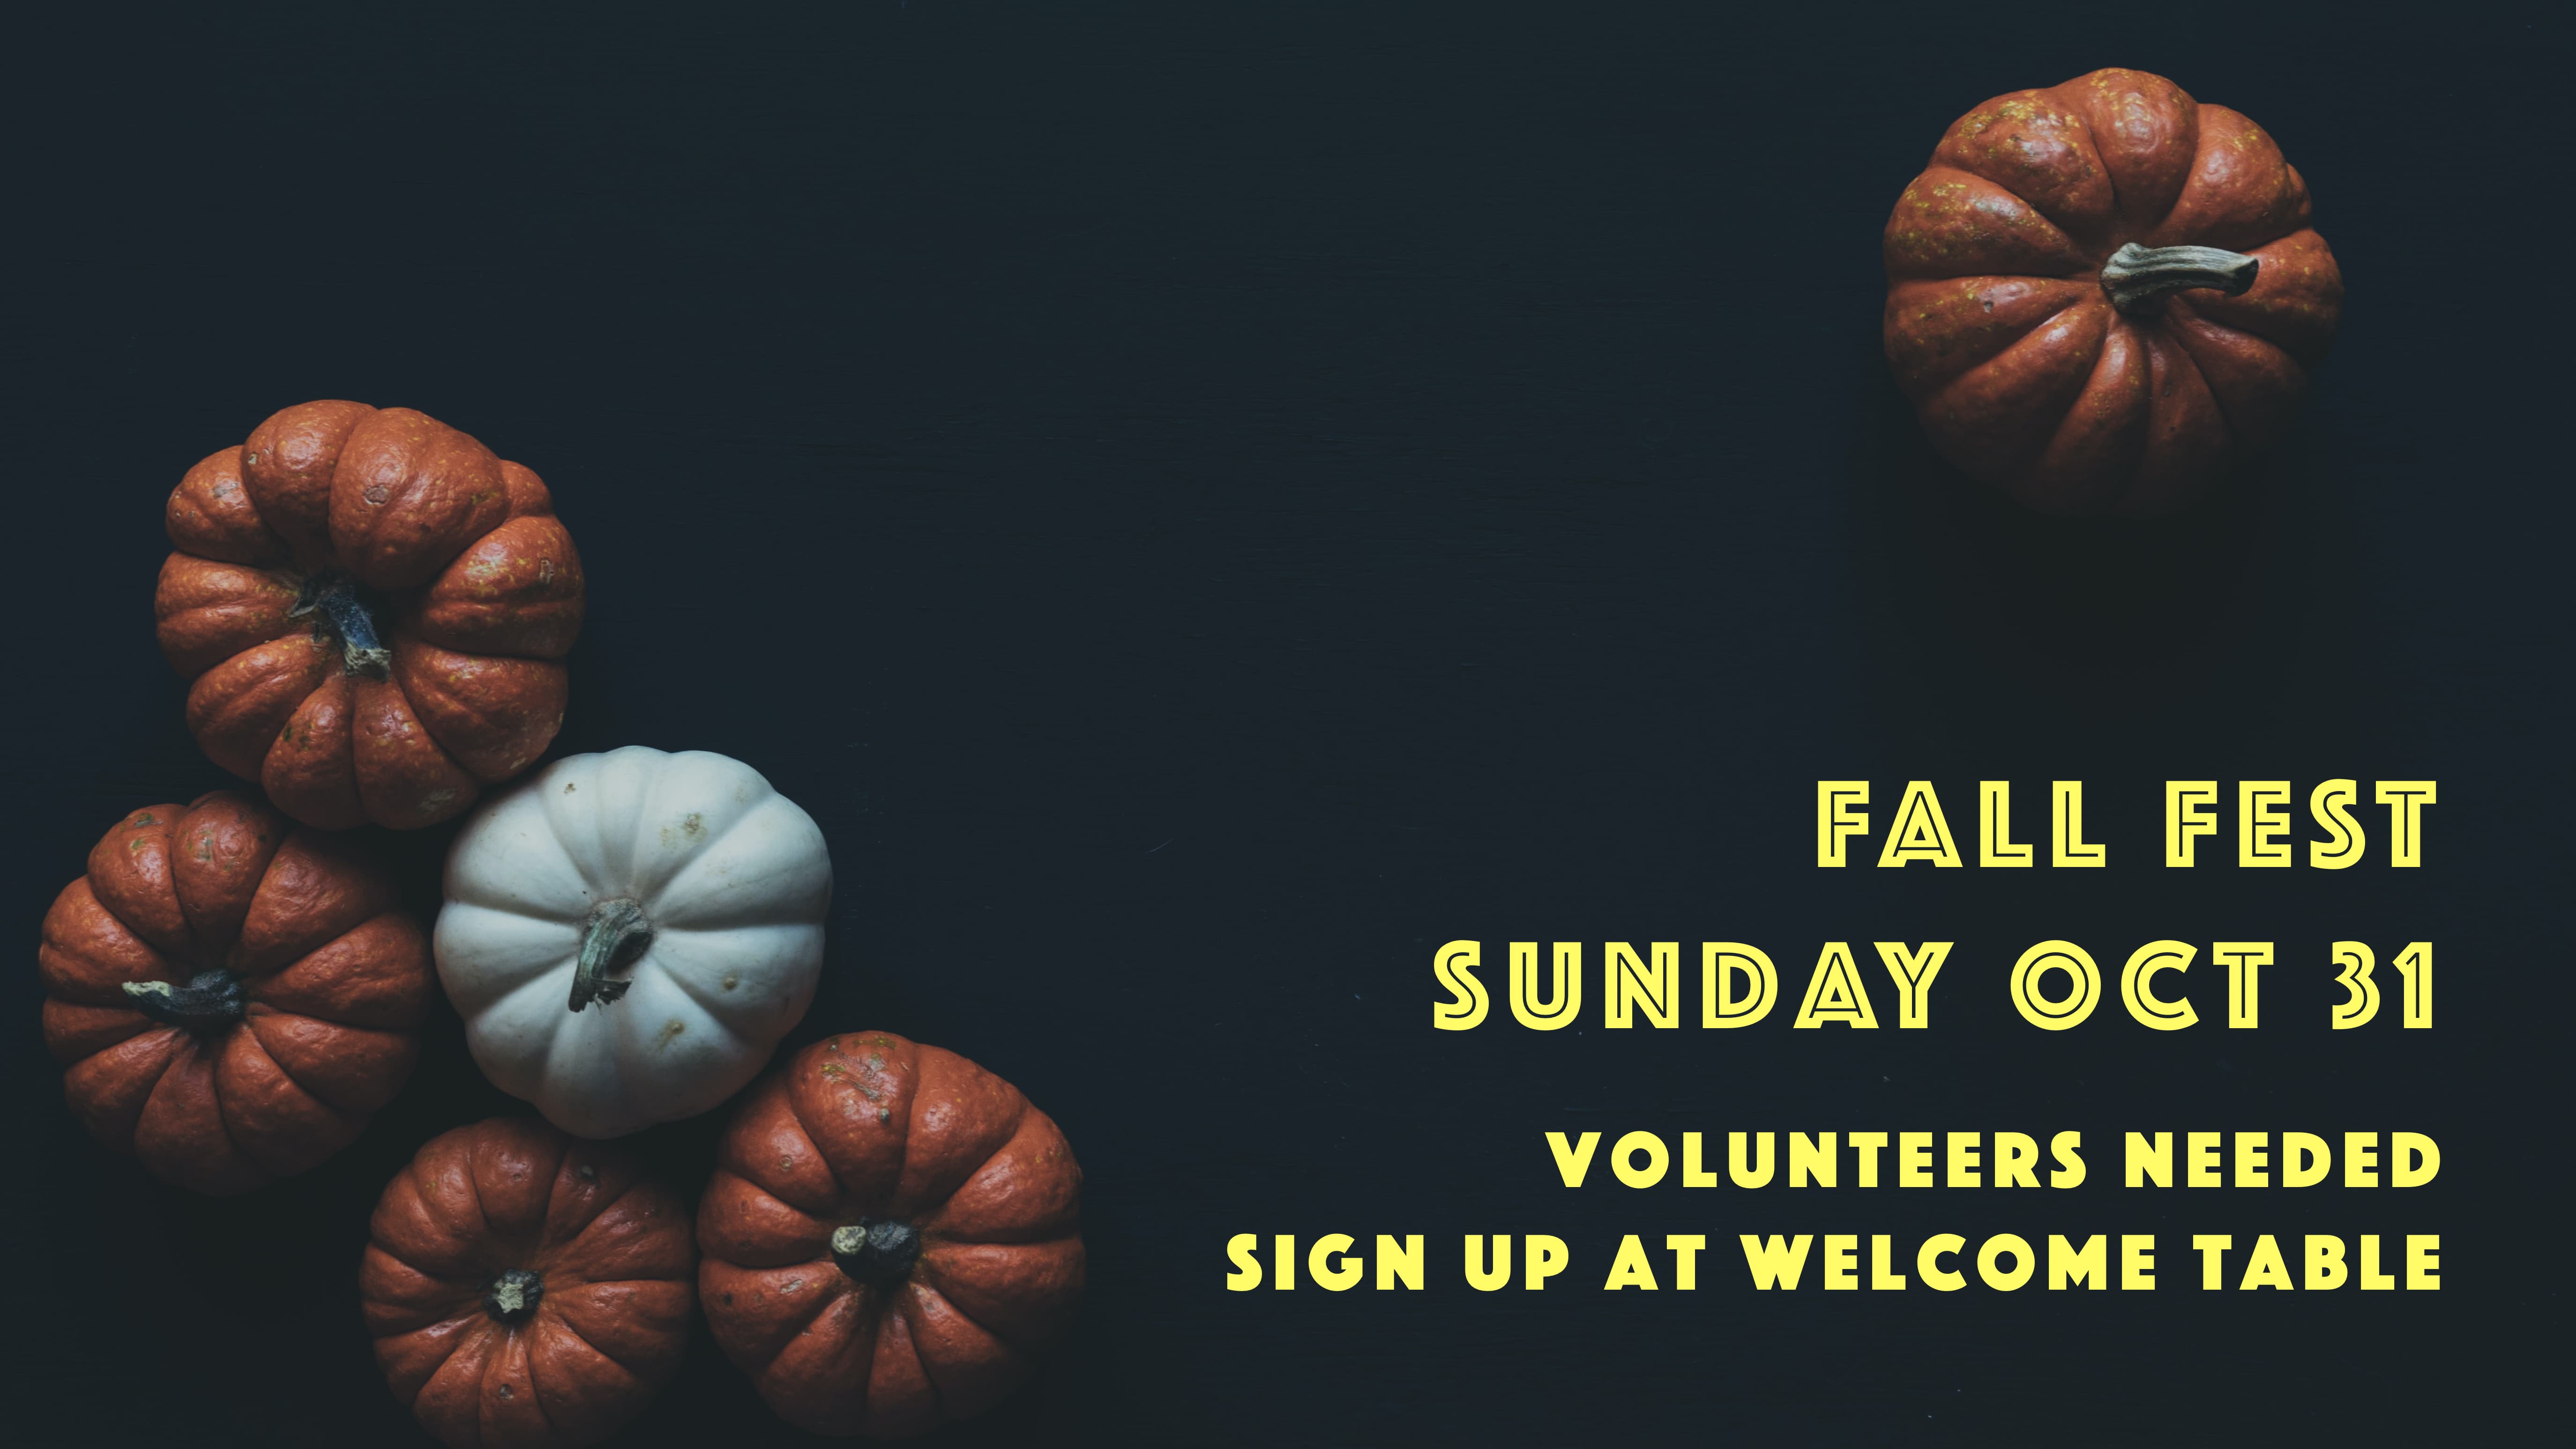 FALL FEST
SUNDAY OCT 31
VOLUNTEERS NEEDED
SIGN UP AT WELCOME TABLE